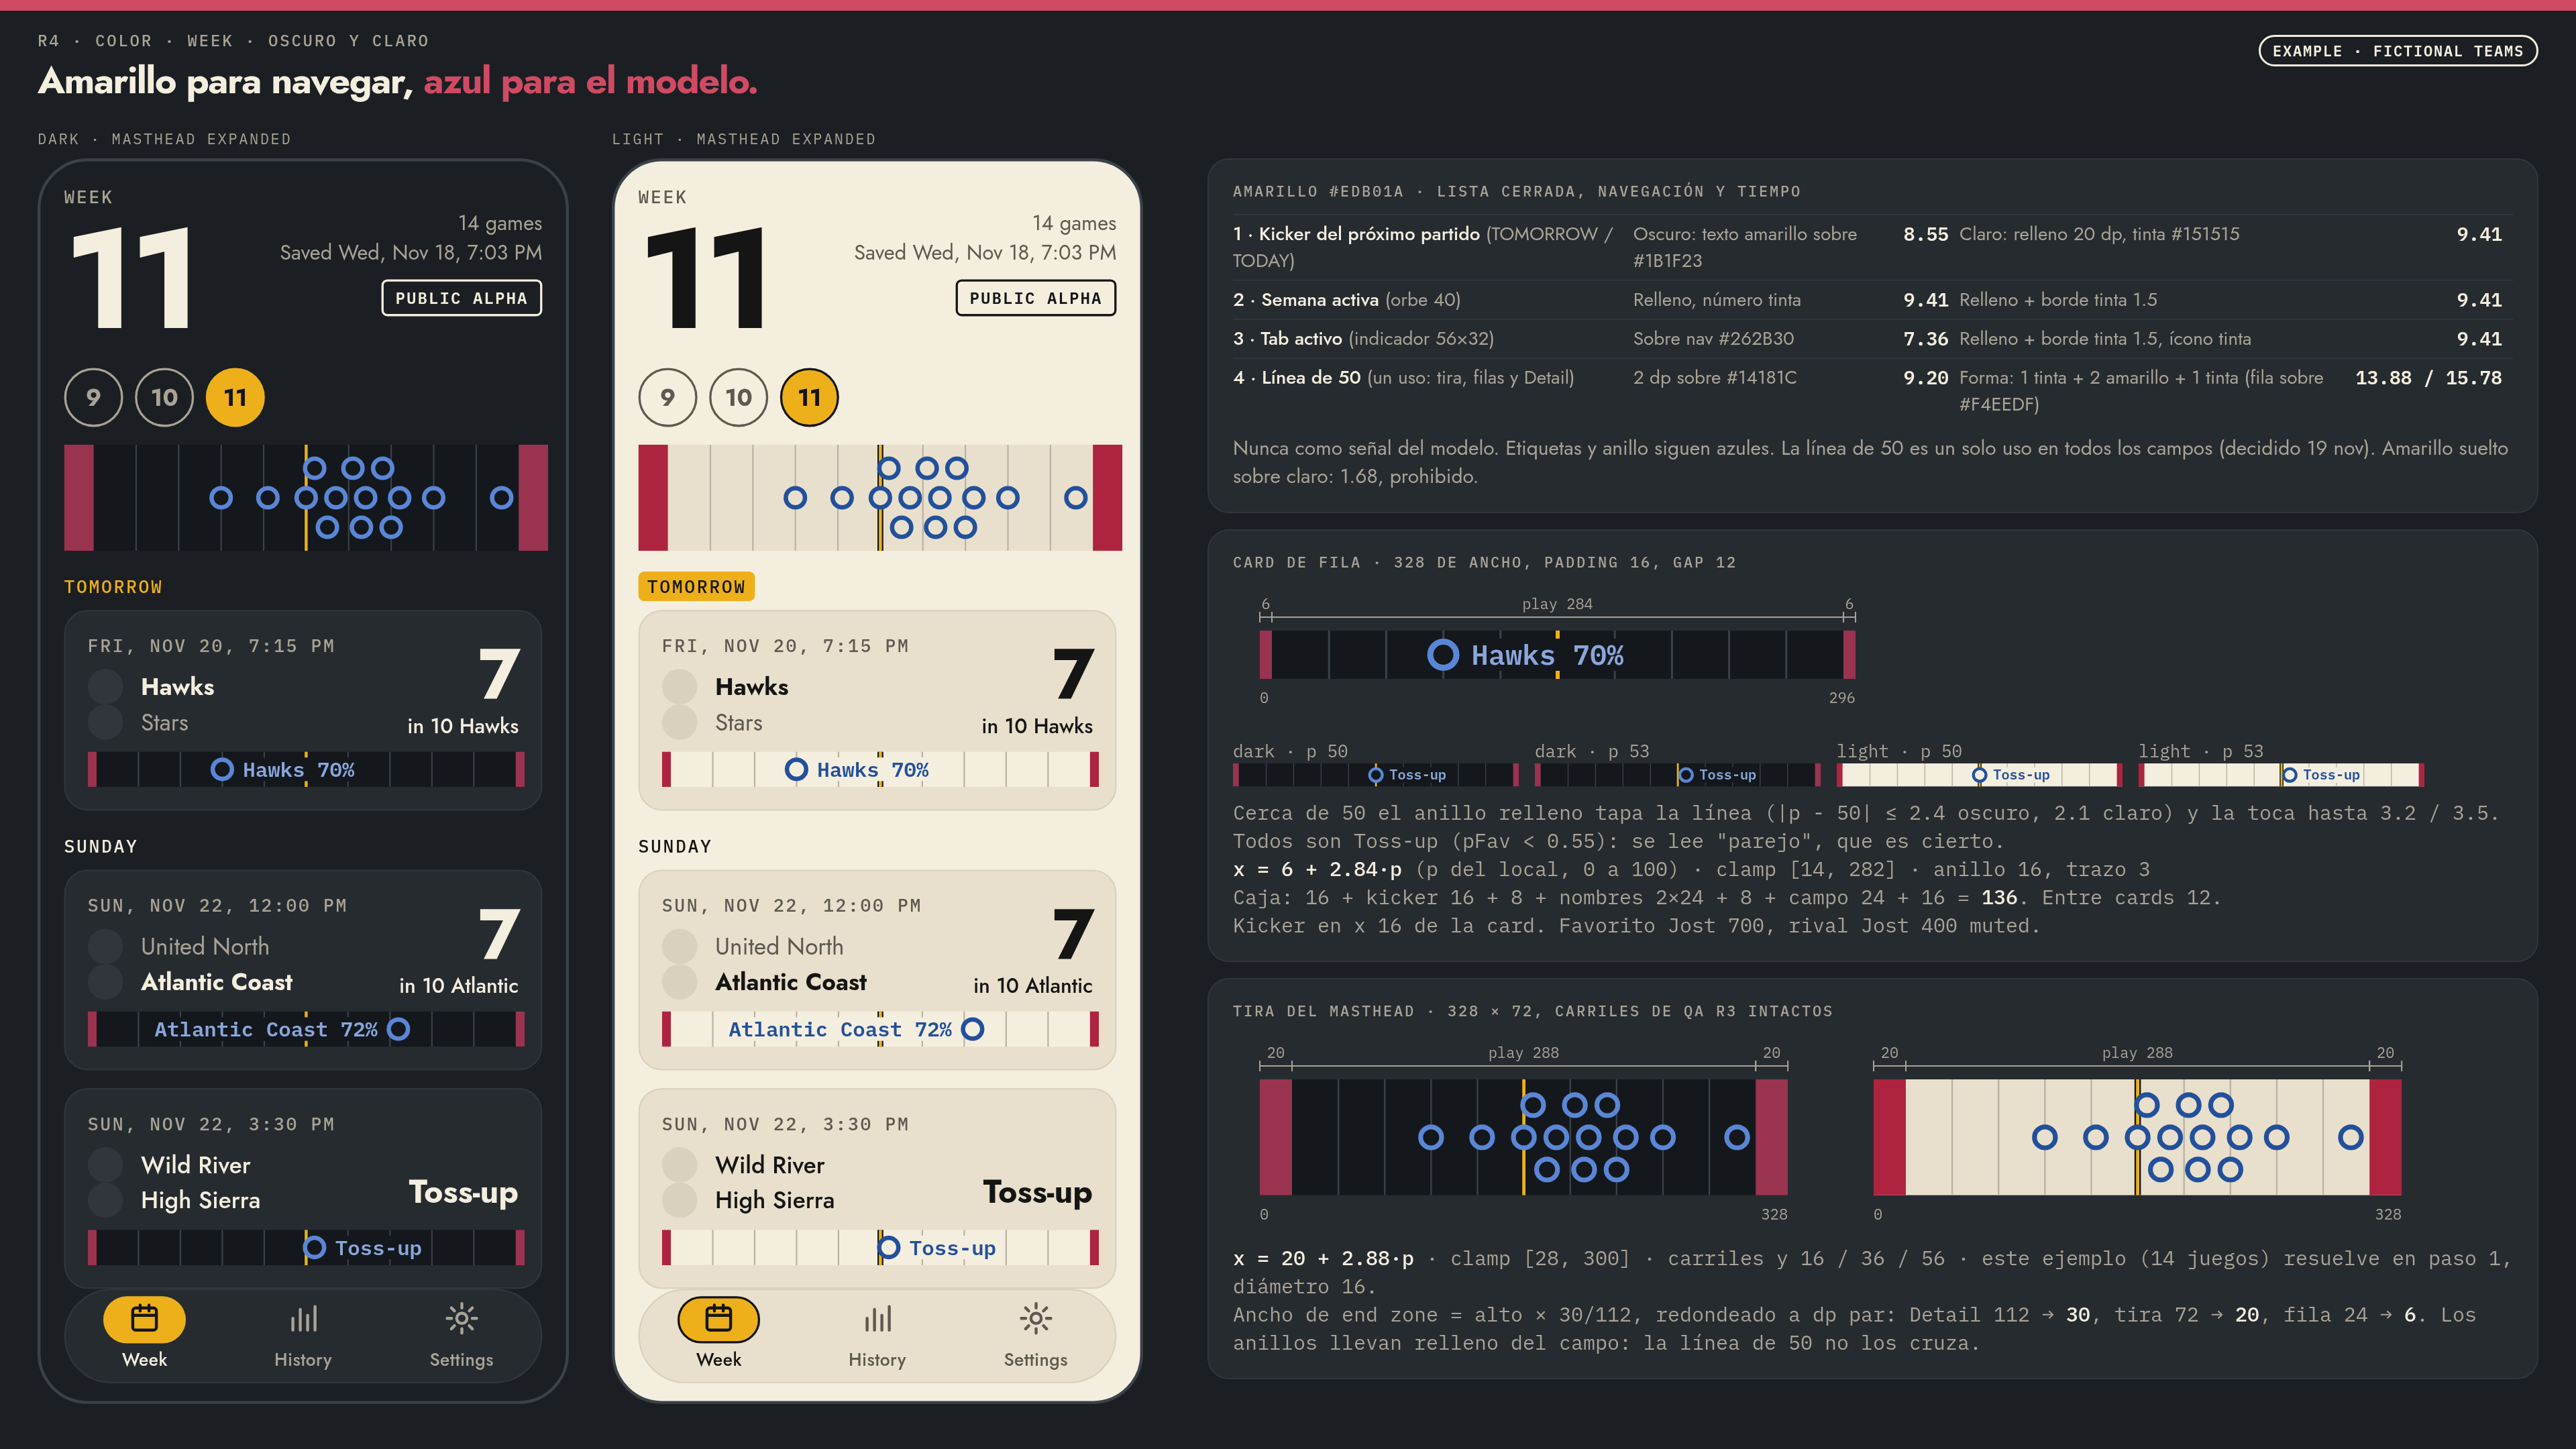 R4 · COLOR · WEEK · OSCURO Y CLARO
Amarillo para navegar, azul para el modelo.
EXAMPLE · FICTIONAL TEAMS
DARK · MASTHEAD EXPANDED
WEEK
11
14 games
Saved Wed, Nov 18, 7:03 PM
PUBLIC ALPHA
9 10 11
TOMORROW
FRI, NOV 20, 7:15 PM
7
Hawks
Stars
in 10 Hawks
Hawks 70%
SUNDAY
SUN, NOV 22, 12:00 PM
7
United North
Atlantic Coast
in 10 Atlantic
Atlantic Coast 72%
SUN, NOV 22, 3:30 PM
Wild River
High Sierra
Toss-up
Toss-up
Week History Settings
LIGHT · MASTHEAD EXPANDED
WEEK
11
14 games
Saved Wed, Nov 18, 7:03 PM
PUBLIC ALPHA
9 10 11
TOMORROW
FRI, NOV 20, 7:15 PM
7
Hawks
Stars
in 10 Hawks
Hawks 70%
SUNDAY
SUN, NOV 22, 12:00 PM
7
United North
Atlantic Coast
in 10 Atlantic
Atlantic Coast 72%
SUN, NOV 22, 3:30 PM
Wild River
High Sierra
Toss-up
Toss-up
Week History Settings
AMARILLO #EDB01A · LISTA CERRADA, NAVEGACIÓN Y TIEMPO
1 · Kicker del próximo partido (TOMORROW / TODAY) Oscuro: texto amarillo sobre #1B1F23 8.55 Claro: relleno 20 dp, tinta #151515 9.41
2 · Semana activa (orbe 40) Relleno, número tinta 9.41 Relleno + borde tinta 1.5 9.41
3 · Tab activo (indicador 56×32) Sobre nav #262B30 7.36 Relleno + borde tinta 1.5, ícono tinta 9.41
4 · Línea de 50 (un uso: tira, filas y Detail) 2 dp sobre #14181C 9.20 Forma: 1 tinta + 2 amarillo + 1 tinta (fila sobre #F4EEDF) 13.88 / 15.78
Nunca como señal del modelo. Etiquetas y anillo siguen azules. La línea de 50 es un solo uso en todos los campos (decidido 19 nov). Amarillo suelto
sobre claro: 1.68, prohibido.
CARD DE FILA · 328 DE ANCHO, PADDING 16, GAP 12
6 play 284 6
Hawks 70%
0 296
dark · p 50 dark · p 53 light · p 50 light · p 53
Toss-up Toss-up Toss-up Toss-up
Cerca de 50 el anillo relleno tapa la línea (|p - 50| ≤ 2.4 oscuro, 2.1 claro) y la toca hasta 3.2 / 3.5.
Todos son Toss-up (pFav < 0.55): se lee "parejo", que es cierto.
x = 6 + 2.84·p (p del local, 0 a 100) · clamp [14, 282] · anillo 16, trazo 3
Caja: 16 + kicker 16 + 8 + nombres 2×24 + 8 + campo 24 + 16 = 136. Entre cards 12.
Kicker en x 16 de la card. Favorito Jost 700, rival Jost 400 muted.
TIRA DEL MASTHEAD · 328 × 72, CARRILES DE QA R3 INTACTOS
20 play 288 20 20 play 288 20
0 328 0 328
x = 20 + 2.88·p · clamp [28, 300] · carriles y 16 / 36 / 56 · este ejemplo (14 juegos) resuelve en paso 1,
diámetro 16.
Ancho de end zone = alto × 30/112, redondeado a dp par: Detail 112 → 30, tira 72 → 20, fila 24 → 6. Los
anillos llevan relleno del campo: la línea de 50 no los cruza.